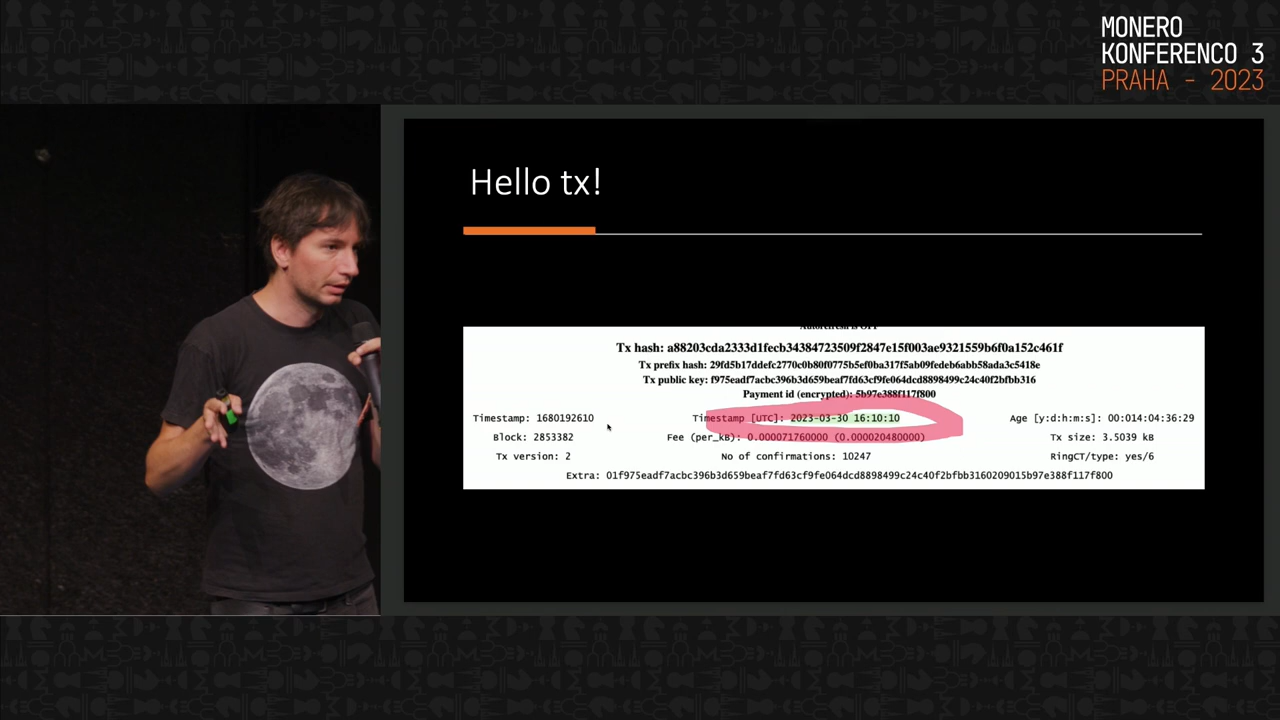 MONERO
KONFERENCO 3
PRAHA - 2023
Hello tx!
Autorefresh is OFF
Tx hash: a88203cda2333d1fecb34384723509f2847e15f003ae9321559b6f0a152c461f
Tx prefix hash: 29fd5b17ddefc2770c0b80f0775b5ef0ba317f5ab09fedeb6abb58ada3c5418e
Tx public key: f975eadf7acbc396b3d659beaf7fd63cf9fe064dcd8898499c24c40f2bfbb316
Payment id (encrypted): 5b97e388f117f800
Timestamp: 1680192610 Timestamp [UTC]: 2023-03-30 16:10:10 Age [y:d:h:m:s]: 00:014:04:36:29
Block: 2853382 Fee (per_kB): 0.000071760000 (0.000020480000) Tx size: 3.5039 kB
Tx version: 2 No of confirmations: 10247 RingCT/type: yes/6
Extra: 01f975eadf7acbc396b3d659beaf7fd63cf9fe064dcd8898499c24c40f2bfbb3160209015b97e388f117f800